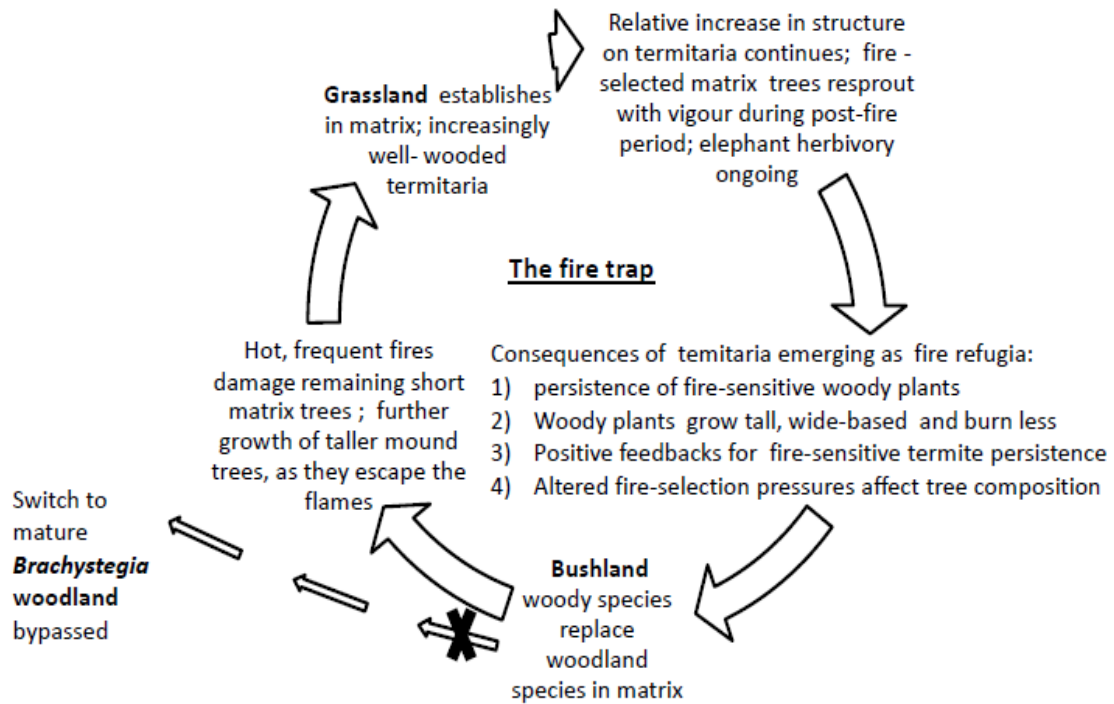 Relative increase in structure
on termitaria continues; fire -
selected matrix trees resprout
with vigour during post-fire
period; elephant herbivory
ongoing
Grassland establishes
in matrix; increasingly
well- wooded
termitaria
The fire trap
Hot, frequent fires
damage remaining short
matrix trees ; further
growth of taller mound
trees, as they escape the
flames
Consequences of temitaria emerging as fire refugia:
1) persistence of fire-sensitive woody plants
2) Woody plants grow tall, wide-based and burn less
3) Positive feedbacks for fire-sensitive termite persistence
4) Altered fire-selection pressures affect tree composition
Switch to
mature
Brachystegia
woodland
bypassed
Bushland
woody species
replace
woodland
species in matrix